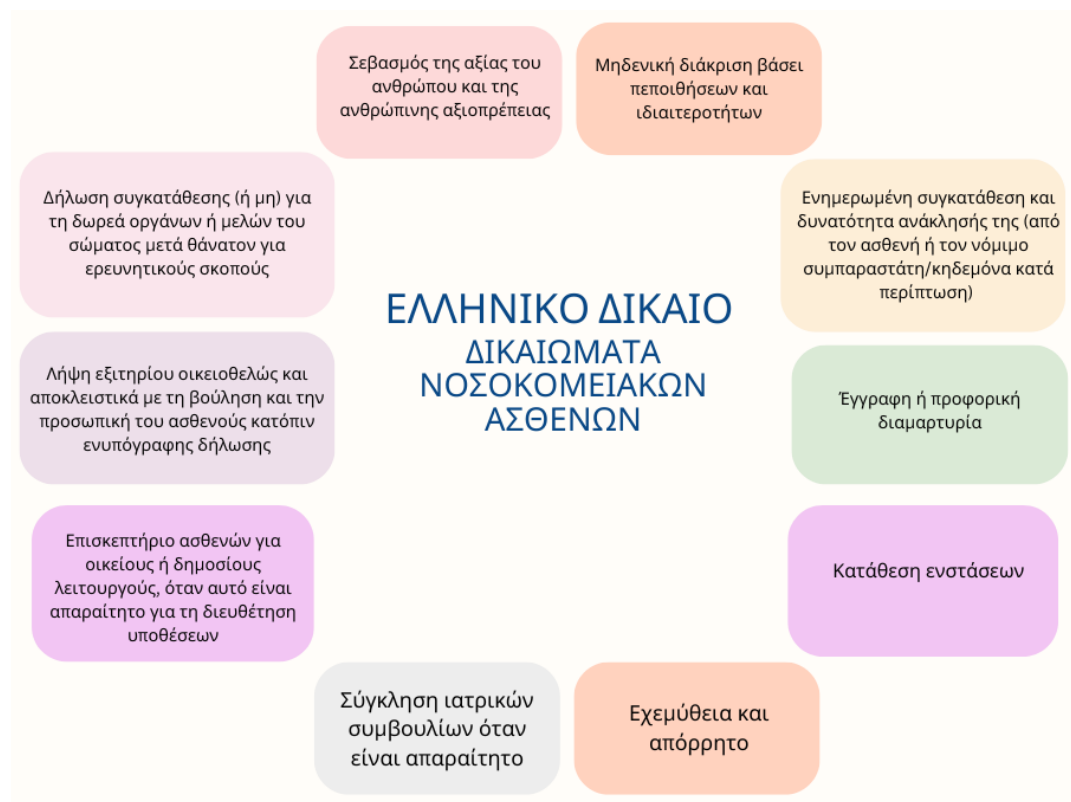 Σεβασμός της αξίας του
ανθρώπου και της
ανθρώπινης αξιοπρέπειας
Μηδενική διάκριση βάσει
πεποιθήσεων και
ιδιαιτεροτήτων
Δήλωση συγκατάθεσης (ή μη) για
τη δωρεά οργάνων ή μελών του
σώματος μετά θάνατον για
ερευνητικούς σκοπούς
Ενημερωμένη συγκατάθεση και
δυνατότητα ανάκλησής της (από
τον ασθενή ή τον νόμιμο
συμπαραστάτη/κηδεμόνα κατά
περίπτωση)
ΕΛΛΗΝΙΚΟ ΔΙΚΑΙΟ
ΔΙΚΑΙΩΜΑΤΑ
ΝΟΣΟΚΟΜΕΙΑΚΩΝ
ΑΣΘΕΝΩΝ
Λήψη εξιτηρίου οικειοθελώς και
αποκλειστικά με τη βούληση και την
προσωπική του ασθενούς κατόπιν
ενυπόγραφης δήλωσης
Έγγραφη ή προφορική
διαμαρτυρία
Επισκεπτήριο ασθενών για
οικείους ή δημοσίους
λειτουργούς, όταν αυτό είναι
απαραίτητο για τη διευθέτηση
υποθέσεων
Κατάθεση ενστάσεων
Σύγκληση ιατρικών
συμβουλίων όταν
είναι απαραίτητο
Εχεμύθεια και
απόρρητο